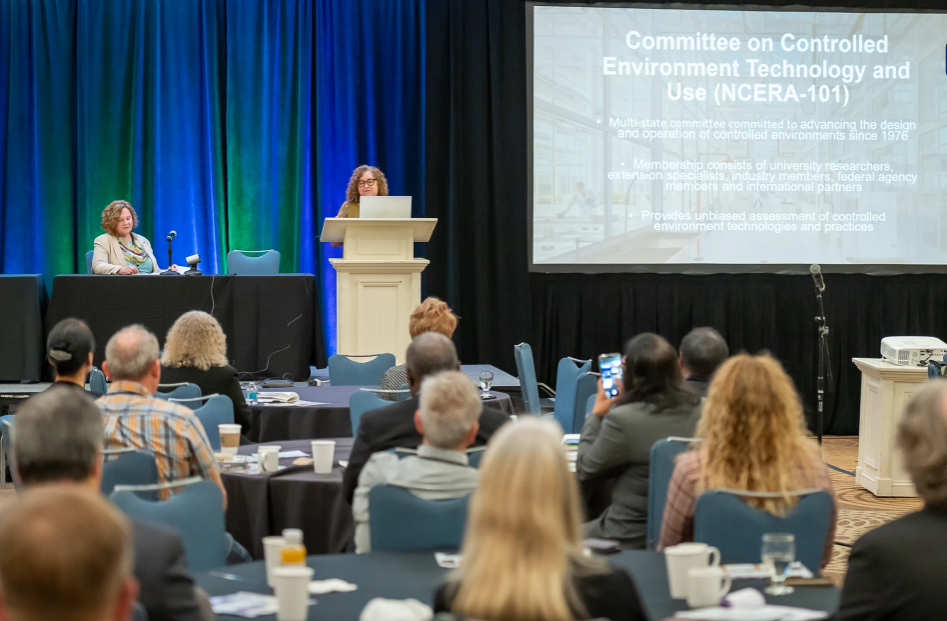 Committee on Controlled
Environment Technology and
Use (NCERA-101)
• Multi-state committee committed to advancing the design
and operation of controlled environments since 1976
• Membership consists of university researchers,
extension specialists, industry members, federal agency
members and international partners
• Provides unbiased assessment of controlled
environment technologies and practices